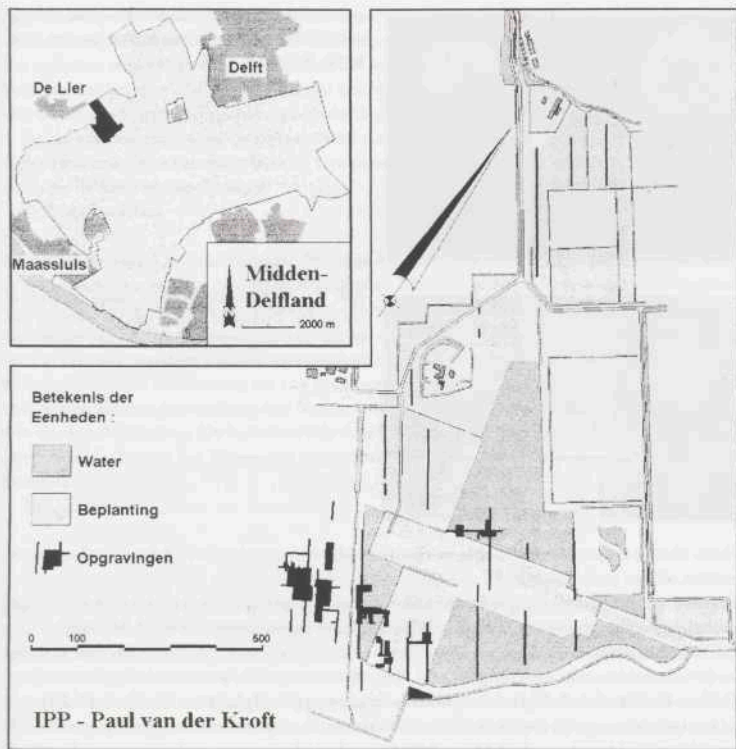 Delft
De Lier
Maassluis
Midden-
Delfland
2000 m
Betekenis der
Eenheden :
Water
Beplanting
Opgravingen
0 100 500
IPP - Paul van der Kroft